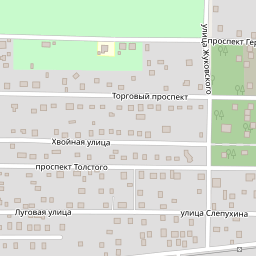 улица Жуковского
проспект Гер
Торговый проспект
Хвойная улица
проспект Толстого
Луговая улица
улица Слепухина